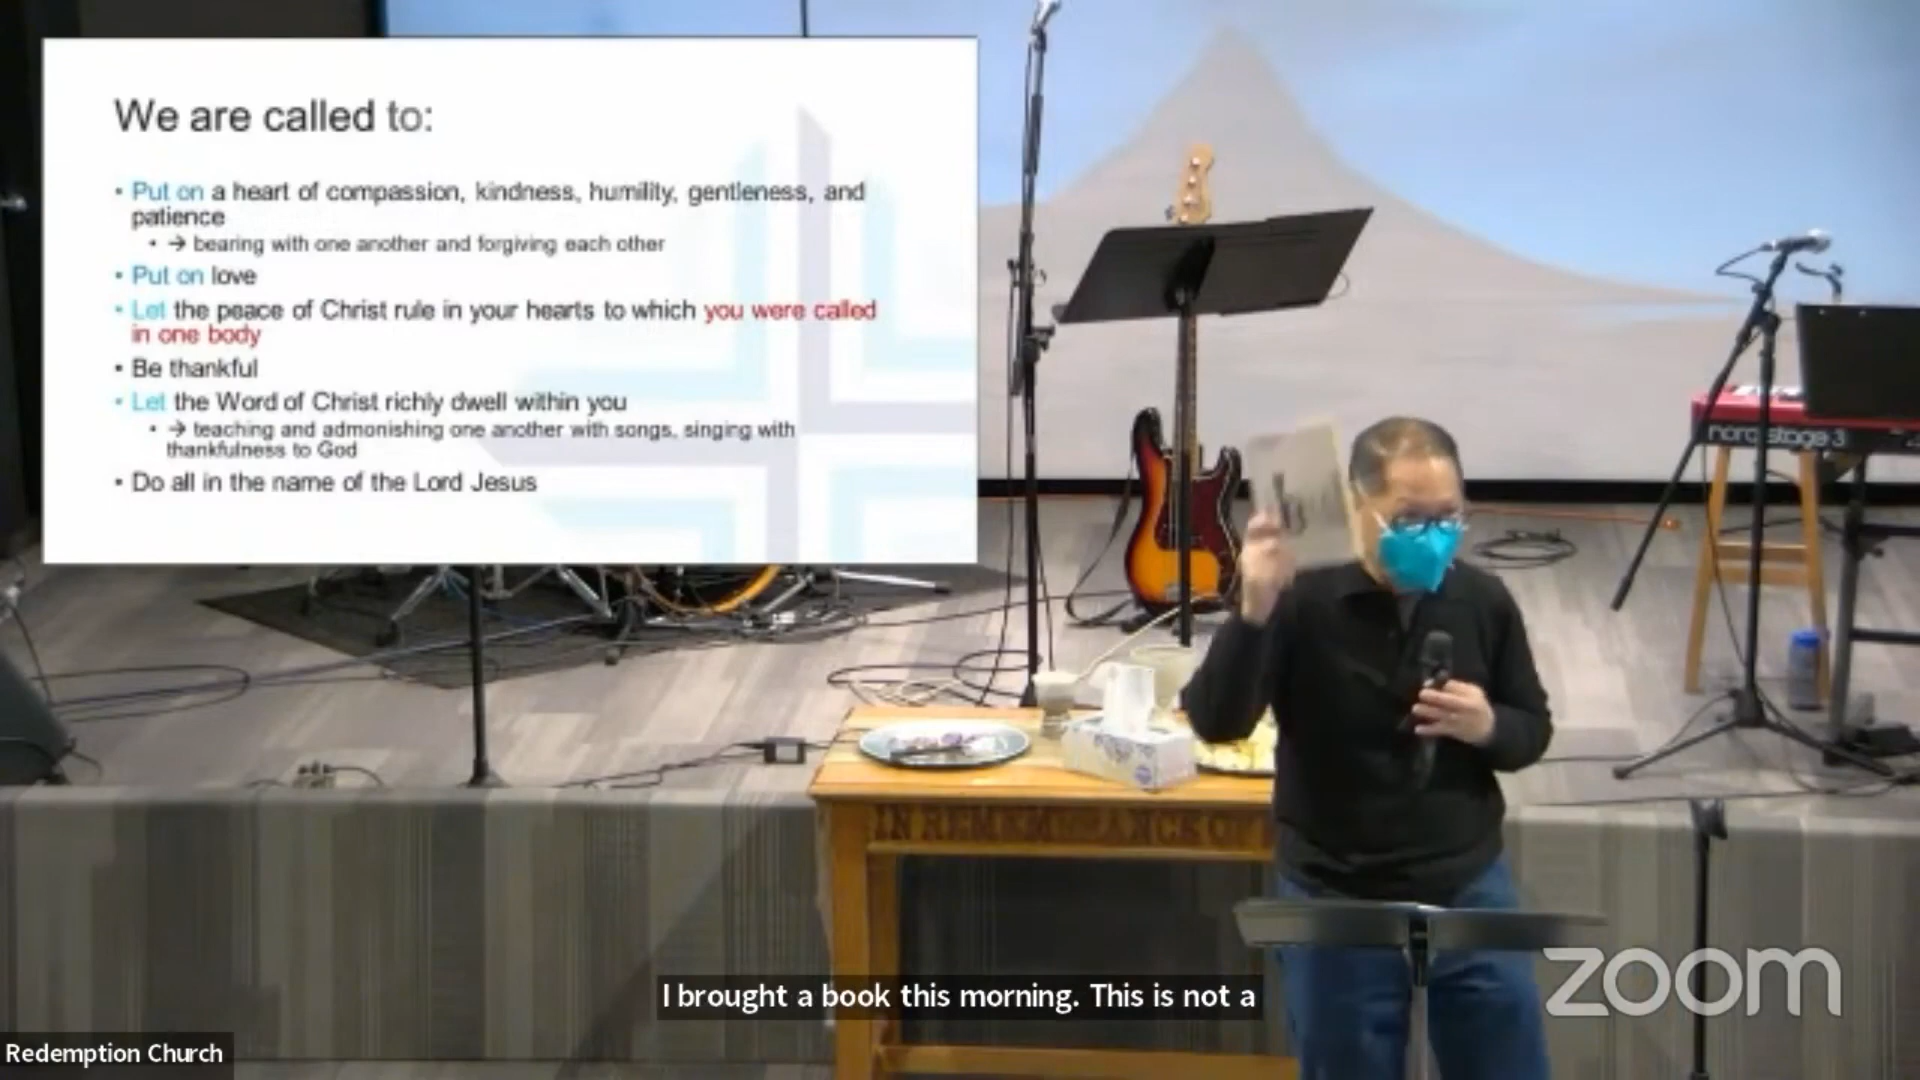 We are called to:
• Put on a heart of compassion, kindness, humility, gentleness, and
patience
• → bearing with one another and forgiving each other
• Put on love
• Let the peace of Christ rule in your hearts to which you were called
in one body
• Be thankful
• Let the Word of Christ richly dwell within you
• → teaching and admonishing one another with songs, singing with
thankfulness to God
• Do all in the name of the Lord Jesus
nord stage 3
IN REMEMBRANCE OF
I brought a book this morning. This is not a
zoom
Redemption Church